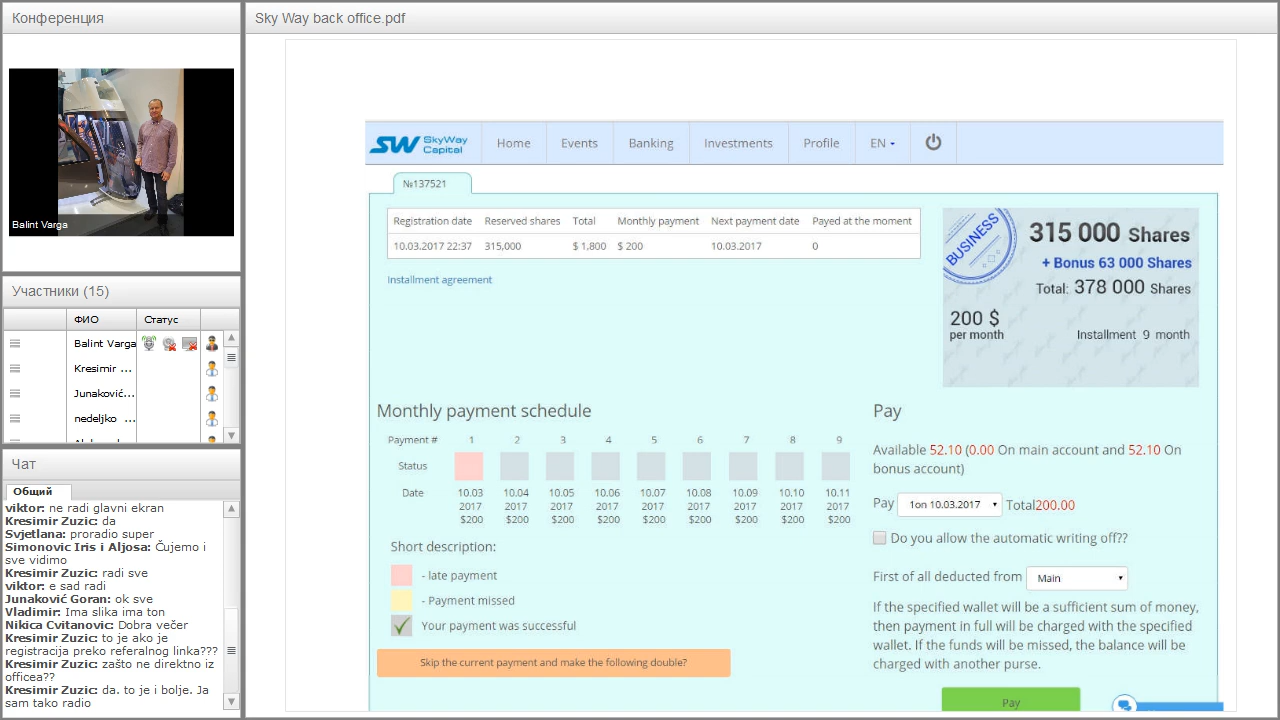 Конференция
Balint Varga
Участники (15)
ФИО Статус
Balint Varga
Kresimir ...
Junaković...
nedeljko ...
Чат
Общий
viktor: ne radi glavni ekran
Kresimir Zuzic: da
Svjetlana: proradio super
Simonovic Iris i Aljosa: Čujemo i
sve vidimo
Kresimir Zuzic: radi sve
viktor: e sad radi
Junaković Goran: ok sve
Vladimir: Ima slika ima ton
Nikica Cvitanovic: Dobra večer
Kresimir Zuzic: to je ako je
registracija preko referalnog linka???
Kresimir Zuzic: zašto ne direktno iz
officea??
Kresimir Zuzic: da. to je i bolje. Ja
sam tako radio
Sky Way back office.pdf
SW SkyWay Capital Home Events Banking Investments Profile EN
№137521
Registration date Reserved shares Total Monthly payment Next payment date Payed at the moment
10.03.2017 22:37 315,000 $ 1,800 $ 200 10.03.2017 0
Installment agreement
BUSINESS
315 000 Shares
+ Bonus 63 000 Shares
Total: 378 000 Shares
200 $
per month
Installment 9 month
Monthly payment schedule
Payment # 1 2 3 4 5 6 7 8 9
Status
Date 10.03 10.04 10.05 10.06 10.07 10.08 10.09 10.10 10.11
2017 2017 2017 2017 2017 2017 2017 2017 2017
$200 $200 $200 $200 $200 $200 $200 $200 $200
Short description:
- late payment
- Payment missed
Your payment was successful
Skip the current payment and make the following double?
Pay
Available 52.10 (0.00 On main account and 52.10 On
bonus account)
Pay 1on 10.03.2017 Total200.00
Do you allow the automatic writing off??
First of all deducted from Main
If the specified wallet will be a sufficient sum of money,
then payment in full will be charged with the specified
wallet. If the funds will be missed, the balance will be
charged with another purse.
Pay